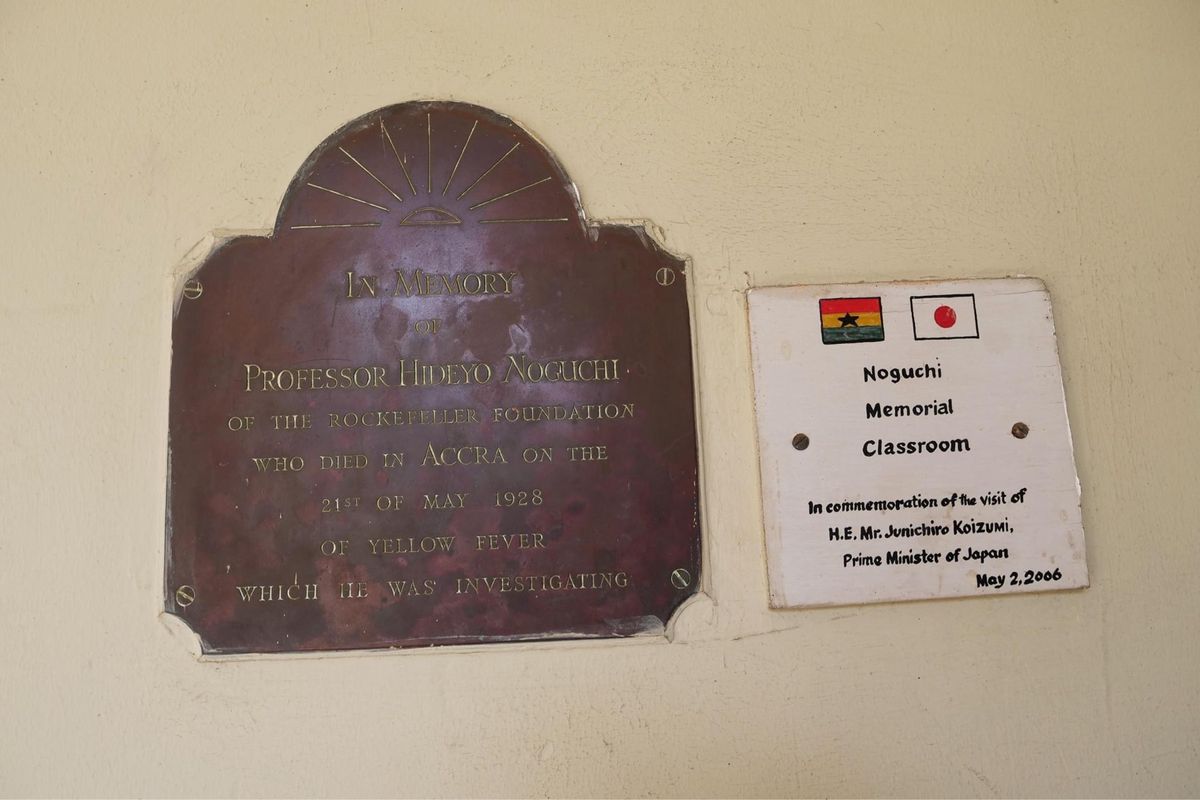 IN MEMORY
OF
PROFESSOR HIDEYO NOGUCHI
OF THE ROCKEFELLER FOUNDATION
WHO DIED IN ACCRA ON THE
21ST OF MAY 1928
OF YELLOW FEVER
WHICH HE WAS INVESTIGATING
Noguchi
Memorial
Classroom
In commemoration of the visit of
H.E. Mr. Junichiro KOIZUMI,
Prime Minister of Japan
May 2, 2006